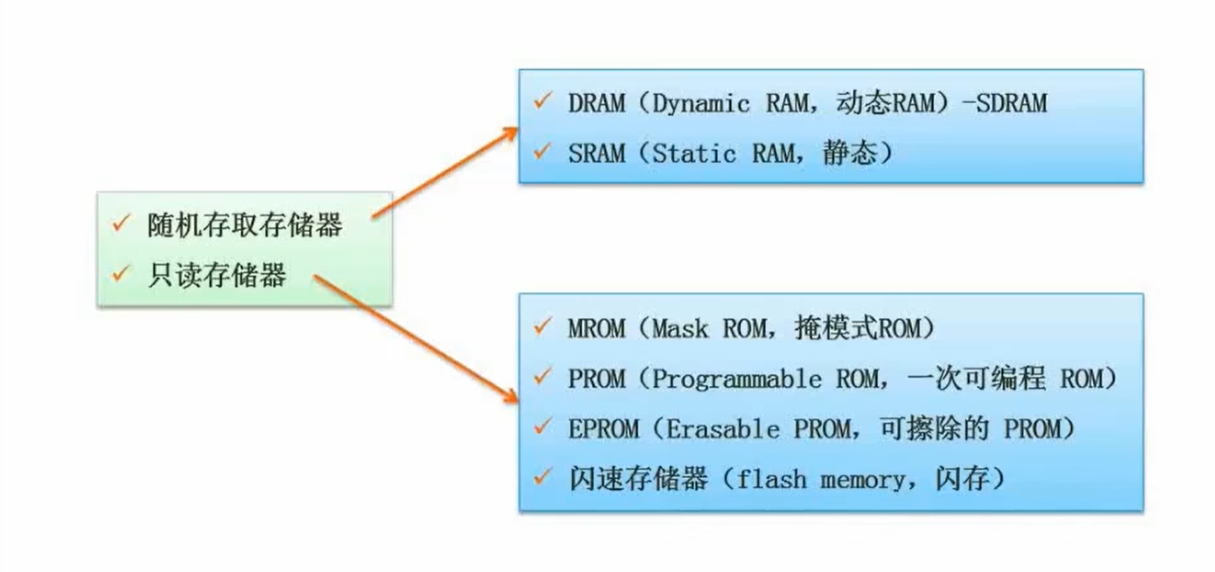 随机存取存储器
只读存储器
DRAM（Dynamic RAM，动态RAM）-SDRAM
SRAM（Static RAM，静态）
MROM（Mask ROM，掩模式ROM）
PROM（Programmable ROM，一次可编程 ROM）
EPROM（Erasable PROM，可擦除的 PROM）
闪速存储器（flash memory，闪存）